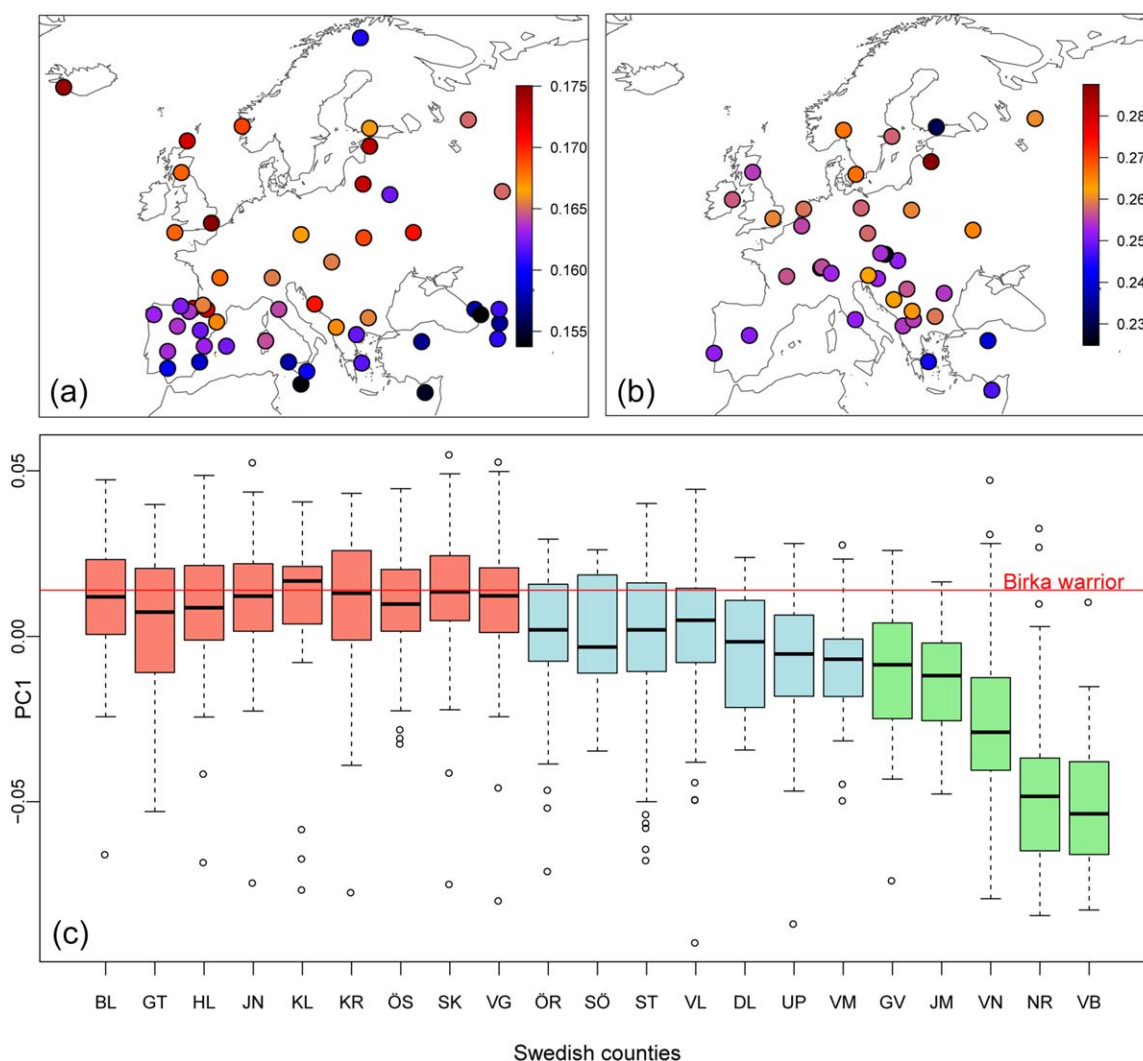 0.175
0.170
0.165
0.160
0.155
(a)
0.28
0.27
0.26
0.25
0.24
0.23
(b)
0.05
0.00
-0.05
PC1
Birka warrior
(c)
BL GT HL JN KL KR ÖS SK VG ÖR SÖ ST VL DL UP VM GV JM VN NR VB
Swedish counties